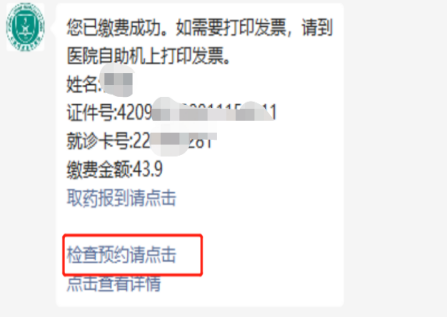 您已缴费成功。如需要打印发票，请到
医院自助机上打印发票。
姓名:
证件号:4209
就诊卡号:22
缴费金额:43.9
取药报到请点击
检查预约请点击
点击查看详情